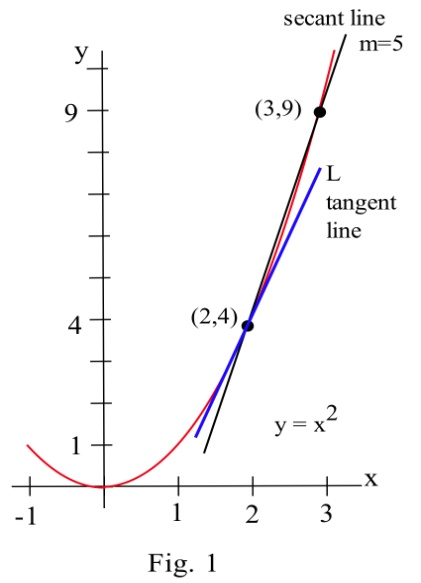 secant line
m=5
y
9
(3,9)
L
tangent
line
(2,4)
4
y = x²
1
x
-1
1
2
3
Fig. 1